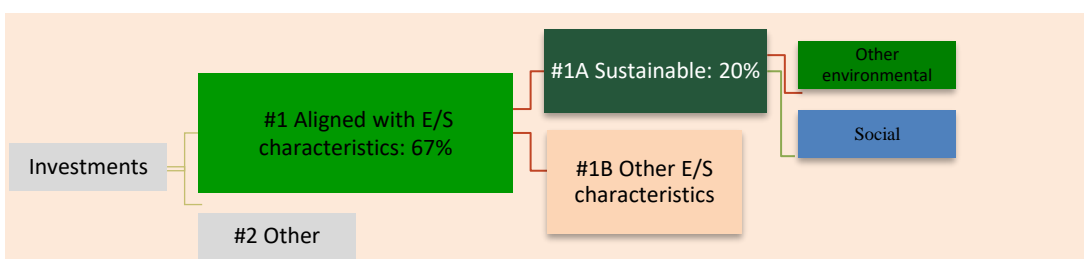 Investments
#1 Aligned with E/S
characteristics: 67%
#2 Other
#1A Sustainable: 20%
#1B Other E/S
characteristics
Other
environmental
Social